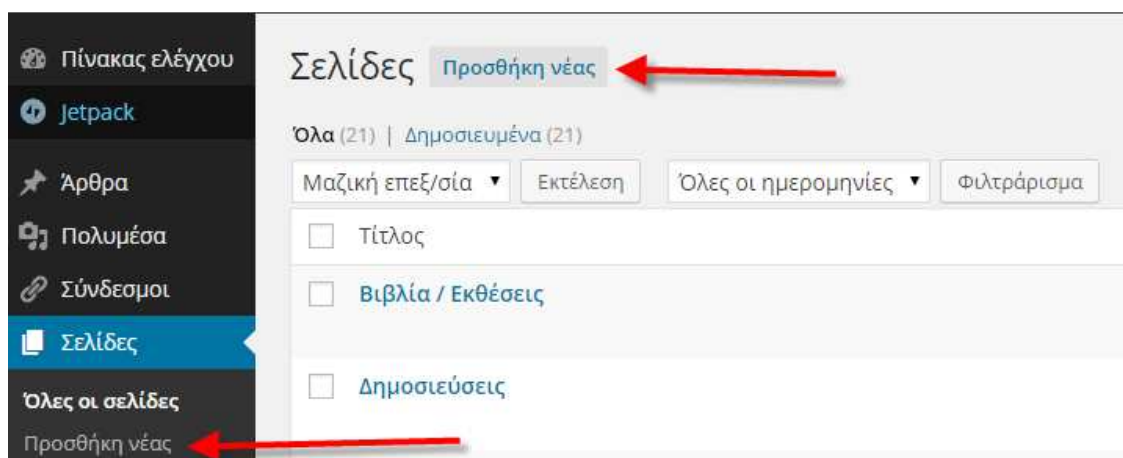 Πίνακας ελέγχου
Jetpack
Άρθρα
Πολυμέσα
Σύνδεσμοι
Σελίδες
Όλες οι σελίδες
Προσθήκη νέας
Σελίδες Προσθήκη νέας
Όλα (21) | Δημοσιευμένα (21)
Μαζική επεξ/σία Εκτέλεση Όλες οι ημερομηνίες Φιλτράρισμα
Τίτλος
Βιβλία / Εκθέσεις
Δημοσιεύσεις